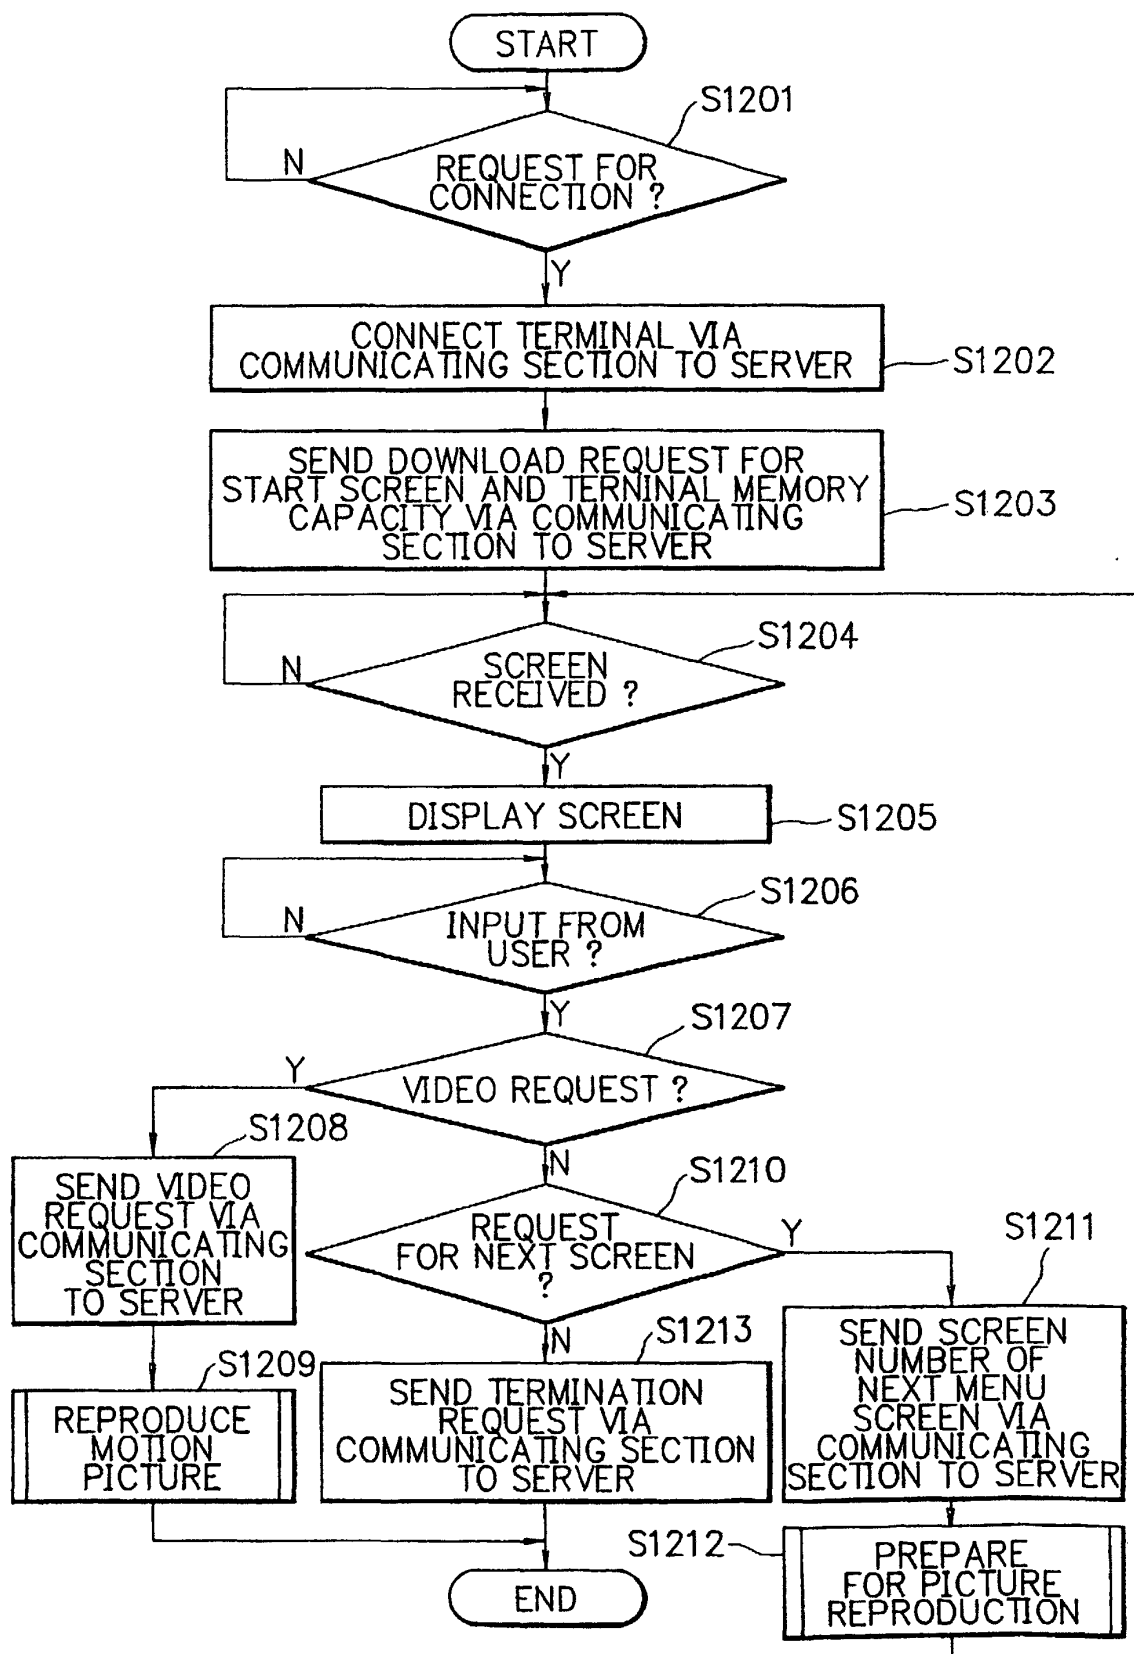 START
S1201
N
REQUEST FOR
CONNECTION ?
Y
CONNECT TERMINAL VIA
COMMUNICATING SECTION TO SERVER
S1202
SEND DOWNLOAD REQUEST FOR
START SCREEN AND TERNINAL MEMORY
CAPACITY VIA COMMUNICATING
SECTION TO SERVER
S1203
S1204
N
SCREEN
RECEIVED ?
Y
DISPLAY SCREEN
S1205
S1206
N
INPUT FROM
USER ?
Y
S1207
Y
VIDEO REQUEST ?
S1208
N
SEND VIDEO
REQUEST VIA
COMMUNICATING
SECTION
TO SERVER
S1210
REQUEST
FOR NEXT SCREEN
?
Y
S1211
N
S1213
SEND SCREEN
NUMBER OF
NEXT MENU
SCREEN VIA
COMMUNICATING
SECTION TO SERVER
S1209
REPRODUCE
MOTION
PICTURE
SEND TERMINATION
REQUEST VIA
COMMUNICATING SECTION
TO SERVER
S1212
PREPARE
FOR PICTURE
REPRODUCTION
END